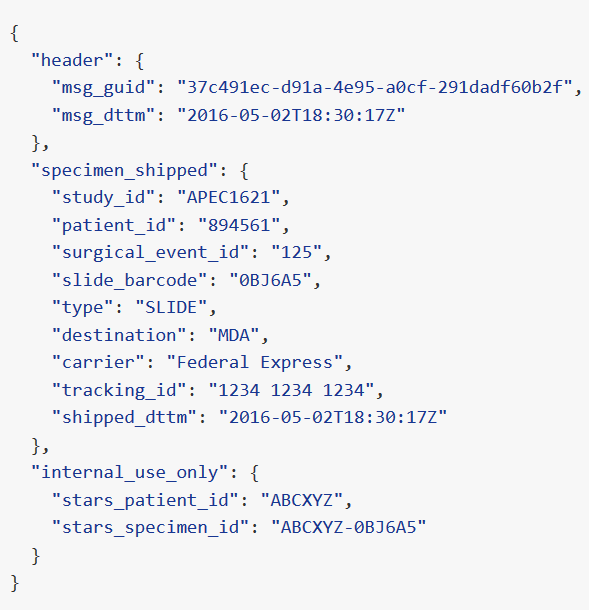 {
  "header": {
    "msg_guid": "37c491ec-d91a-4e95-a0cf-291dadf60b2f",
    "msg_dttm": "2016-05-02T18:30:17Z"
  },
  "specimen_shipped": {
    "study_id": "APEC1621",
    "patient_id": "894561",
    "surgical_event_id": "125",
    "slide_barcode": "0BJ6A5",
    "type": "SLIDE",
    "destination": "MDA",
    "carrier": "Federal Express",
    "tracking_id": "1234 1234 1234",
    "shipped_dttm": "2016-05-02T18:30:17Z"
  },
  "internal_use_only": {
    "stars_patient_id": "ABCXYZ",
    "stars_specimen_id": "ABCXYZ-0BJ6A5"
  }
}